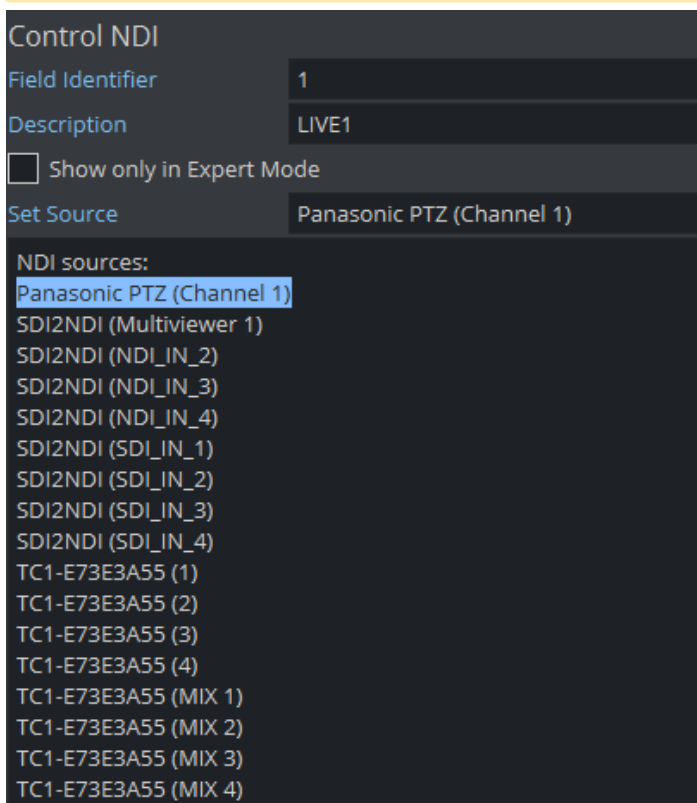 Control NDI
Field Identifier 1
Description LIVE1
Show only in Expert Mode
Set Source Panasonic PTZ (Channel 1)
NDI sources:
Panasonic PTZ (Channel 1)
SDI2NDI (Multiviewer 1)
SDI2NDI (NDI_IN_2)
SDI2NDI (NDI_IN_3)
SDI2NDI (NDI_IN_4)
SDI2NDI (SDI_IN_1)
SDI2NDI (SDI_IN_2)
SDI2NDI (SDI_IN_3)
SDI2NDI (SDI_IN_4)
TC1-E73E3A55 (1)
TC1-E73E3A55 (2)
TC1-E73E3A55 (3)
TC1-E73E3A55 (4)
TC1-E73E3A55 (MIX 1)
TC1-E73E3A55 (MIX 2)
TC1-E73E3A55 (MIX 3)
TC1-E73E3A55 (MIX 4)